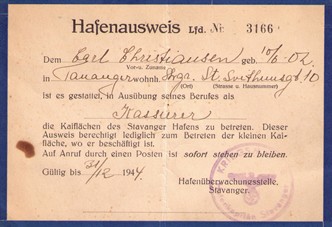 Hafenausweis Lfd. Nr. 3166
Dem Carl Christiansen geb. 10/6-02
Vor- u. Zuname
in Tananger wohnh. Svgr. St. Svithunsgt. 10
(Ort) (Strasse u. Hausnummer)
ist es gestattet, in Ausübung seines Berufes als
Kassierer
die Kaiflächen des Stavanger Hafens zu betreten. Dieser
Ausweis berechtigt lediglich zum Betreten der kleinen Kai-
fläche, wo er beschäftigt ist.
Auf Anruf durch einen Posten ist sofort stehen zu bleiben.
Gültig bis 31/12 1944.
Hafenüberwachungsstelle,
Stavanger.
Stavanger